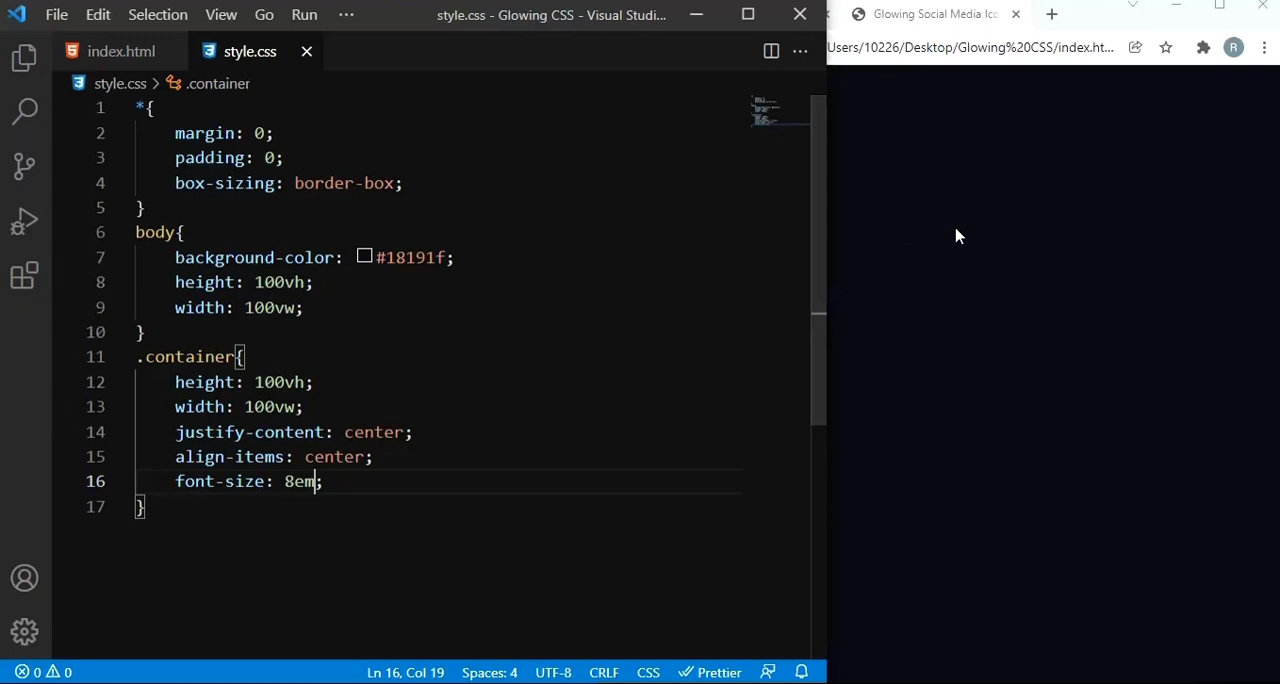 File Edit Selection View Go Run ··· style.css - Glowing CSS - Visual Studi...
index.html style.css
style.css > .container
1 *{
2 margin: 0;
3 padding: 0;
4 box-sizing: border-box;
5 }
6 body{
7 background-color: #18191f;
8 height: 100vh;
9 width: 100vw;
10 }
11 .container{
12 height: 100vh;
13 width: 100vw;
14 justify-content: center;
15 align-items: center;
16 font-size: 8em;
17 }
0 0 Ln 16, Col 19 Spaces: 4 UTF-8 CRLF CSS Prettier
Glowing Social Media Ico
Users/10226/Desktop/Glowing%20CSS/index.ht... R